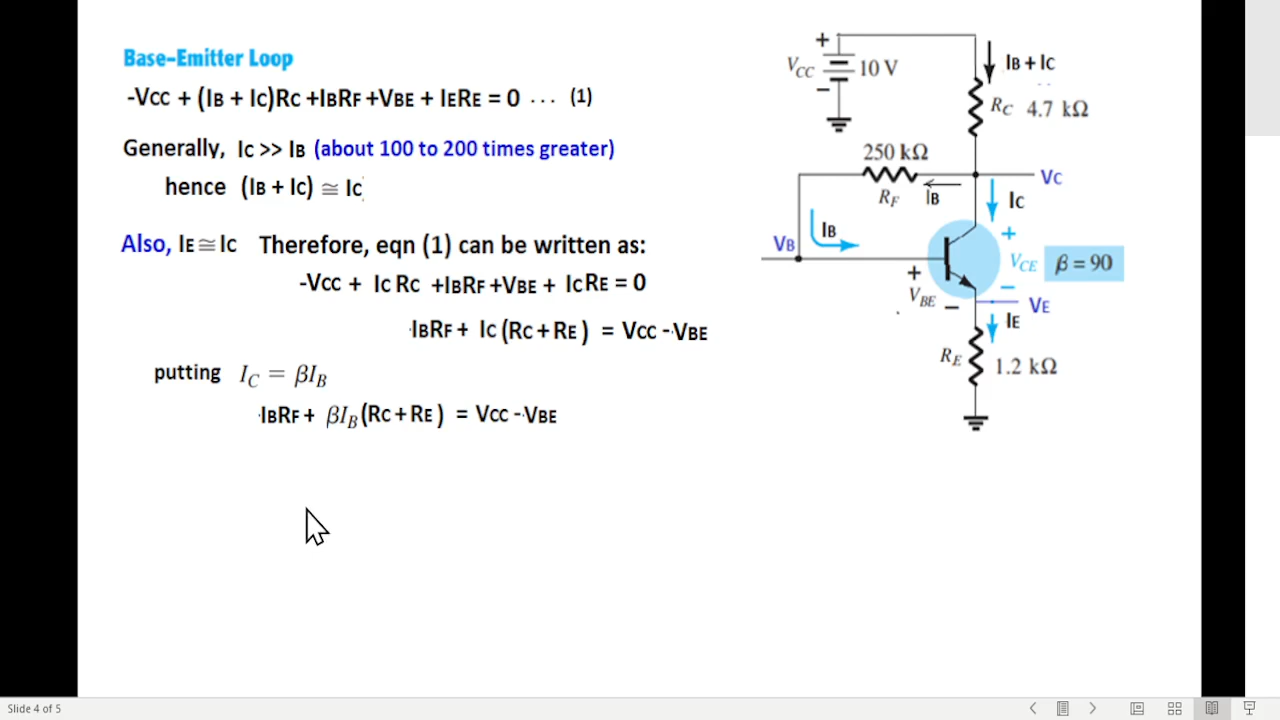 Base-Emitter Loop
-VCC + (IB + IC)RC +IBRF +VBE + IERE = 0 ... (1)
Generally, IC >> IB (about 100 to 200 times greater)
hence (IB + IC) ≅ IC
Also, IE ≅ IC Therefore, eqn (1) can be written as:
-VCC + IC RC +IBRF +VBE + IC RE = 0
IBRF + IC (RC + RE ) = VCC - VBE
putting IC = βIB
IBRF + βIB (RC + RE ) = VCC - VBE
+
VCC
10 V
−
IB + IC
RC 4.7 kΩ
250 kΩ
RF
IB
VC
IC
VB
IB
+
VCE
−
β = 90
+
VBE
−
VE
IE
RE
1.2 kΩ
Slide 4 of 5